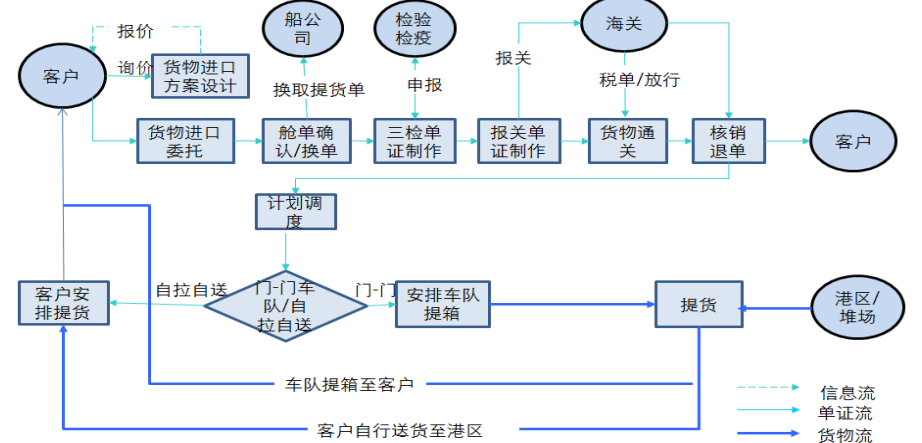 报价
船公
司
检验
检疫
海关
客户
询价
货物进口
方案设计
换取提货单
申报
报关
税单/放行
货物进口
委托
舱单确
认/换单
三检单
证制作
报关单
证制作
货物通
关
核销
退单
客户
计划调
度
自拉自送
门-门车
队/自
拉自送
门-门
客户安
排提货
安排车队
提箱
提货
港区/
堆场
车队提箱至客户
客户自行送货至港区
信息流
单证流
货物流